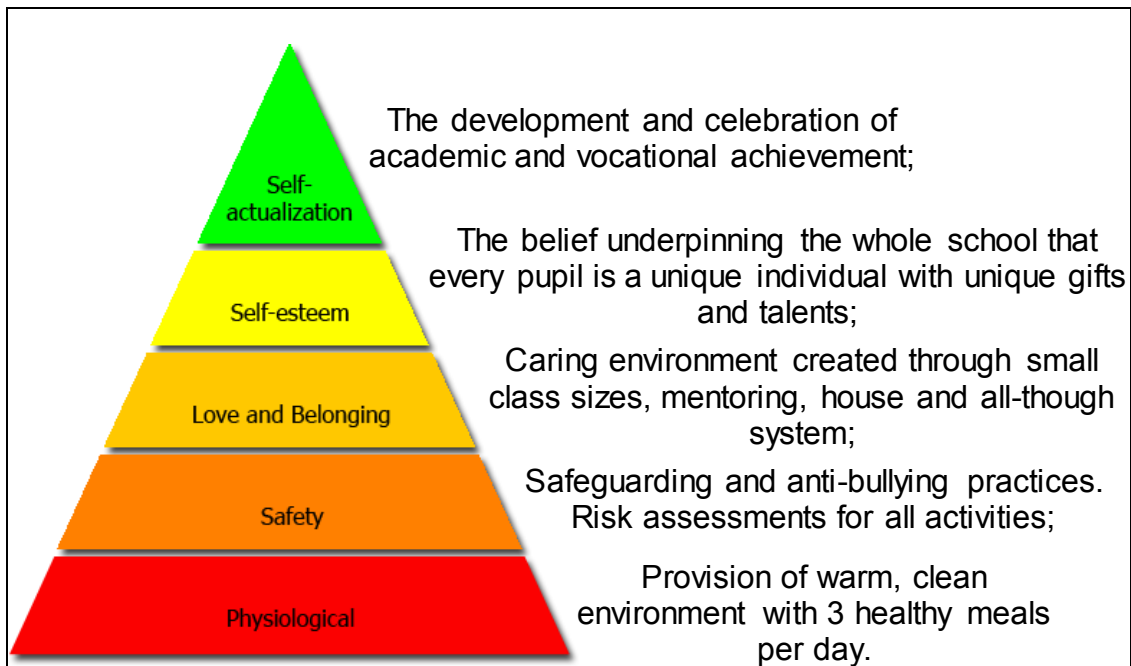 The development and celebration of
academic and vocational achievement;
Self-
actualization
The belief underpinning the whole school that
every pupil is a unique individual with unique gifts
and talents;
Self-esteem
Caring environment created through small
class sizes, mentoring, house and all-though
system;
Love and Belonging
Safeguarding and anti-bullying practices.
Risk assessments for all activities;
Safety
Provision of warm, clean
environment with 3 healthy meals
per day.
Physiological